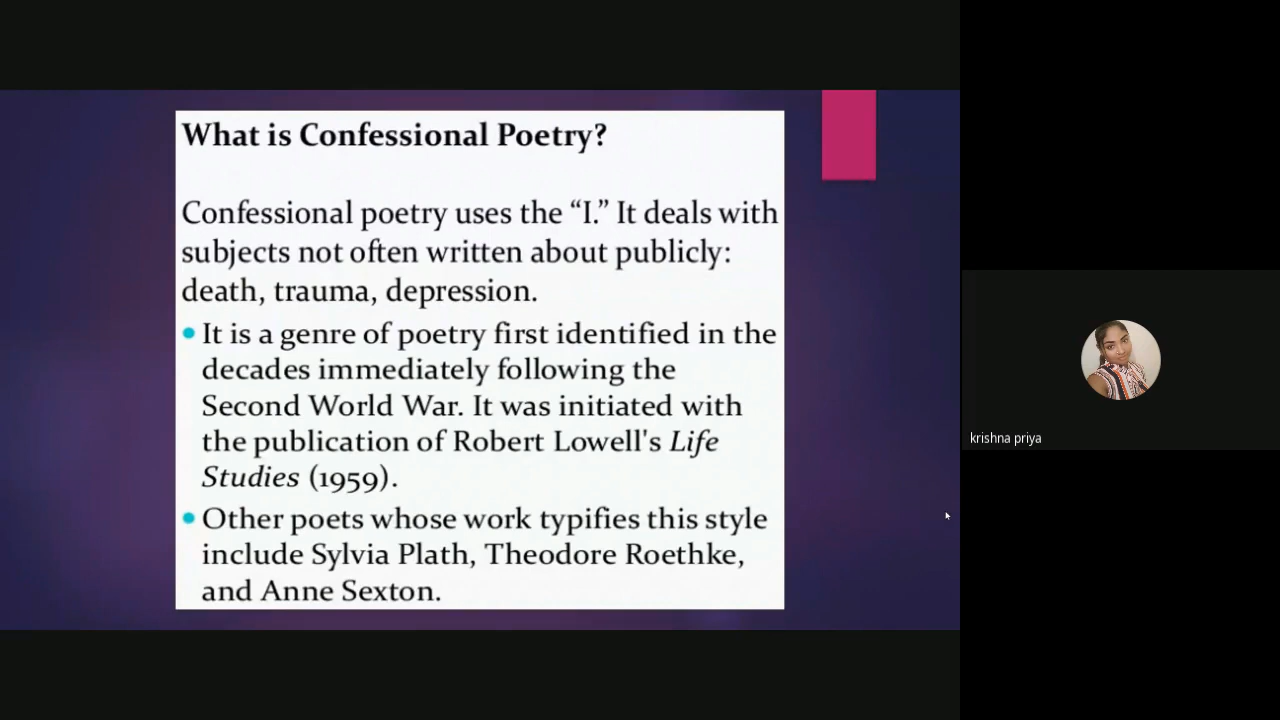 What is Confessional Poetry?
Confessional poetry uses the “I.” It deals with
subjects not often written about publicly:
death, trauma, depression.
• It is a genre of poetry first identified in the
decades immediately following the
Second World War. It was initiated with
the publication of Robert Lowell's Life
Studies (1959).
• Other poets whose work typifies this style
include Sylvia Plath, Theodore Roethke,
and Anne Sexton.
krishna priya